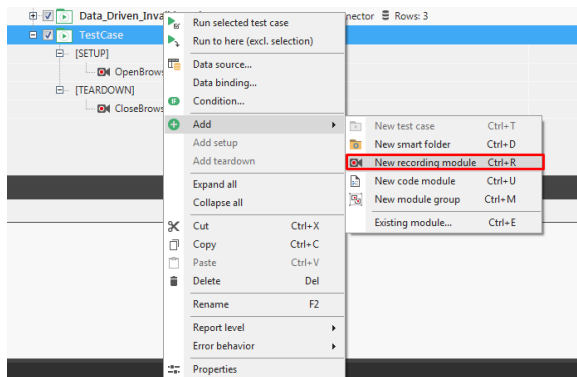 Data_Driven_Inva
nector Rows: 3
TestCase
[SETUP]
OpenBrows
[TEARDOWN]
CloseBrows
Run selected test case
Run to here (excl. selection)
Data source...
Data binding...
Condition...
Add
Add setup
Add teardown
Expand all
Collapse all
Cut Ctrl+X
Copy Ctrl+C
Paste Ctrl+V
Delete Del
Rename F2
Report level
Error behavior
Properties
New test case Ctrl+T
New smart folder Ctrl+D
New recording module Ctrl+R
New code module Ctrl+U
New module group Ctrl+M
Existing module... Ctrl+E